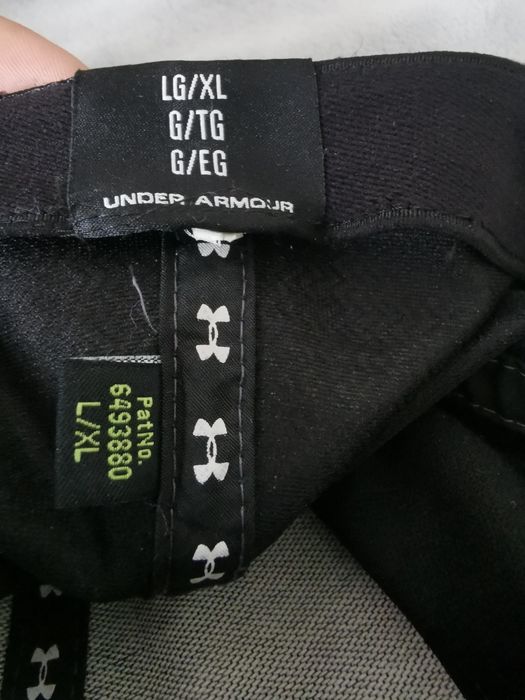 LG/XL
G/TG
G/EG
UNDER ARMOUR
PatNo.
6493880
L/XL